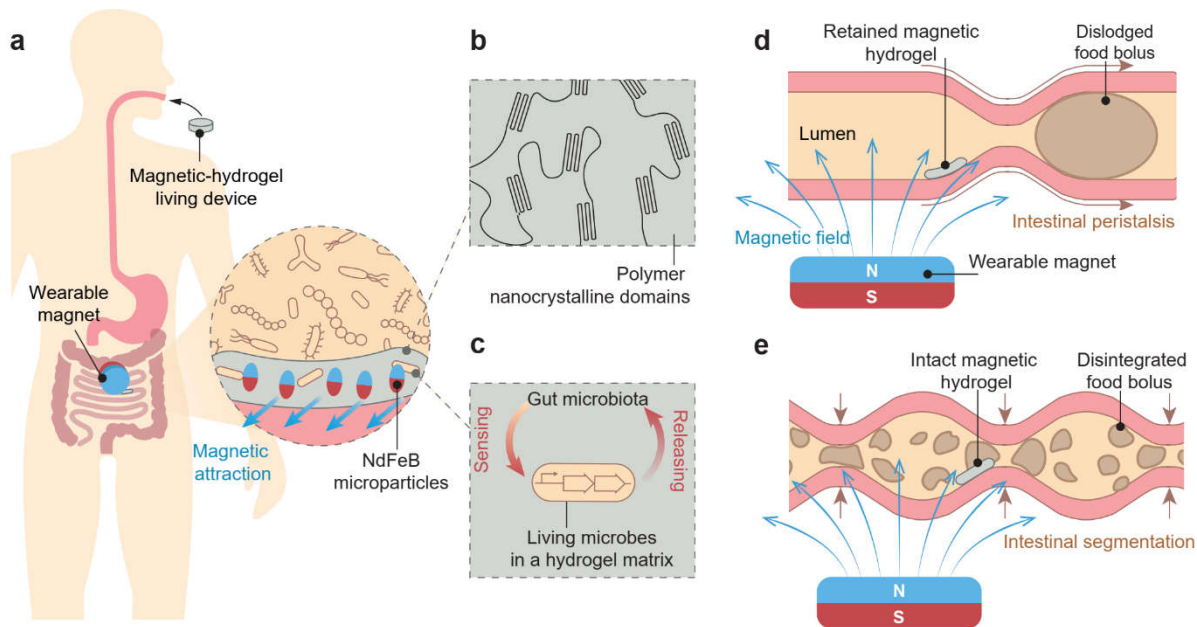 a
Magnetic-hydrogel
living device
Wearable
magnet
Magnetic
attraction
NdFeB
microparticles
b
Polymer
nanocrystalline domains
c
Gut microbiota
Sensing
Releasing
Living microbes
in a hydrogel matrix
d
Retained magnetic
hydrogel
Dislodged
food bolus
Lumen
Intestinal peristalsis
Magnetic field
Wearable magnet
N
S
e
Intact magnetic
hydrogel
Disintegrated
food bolus
Intestinal segmentation
N
S